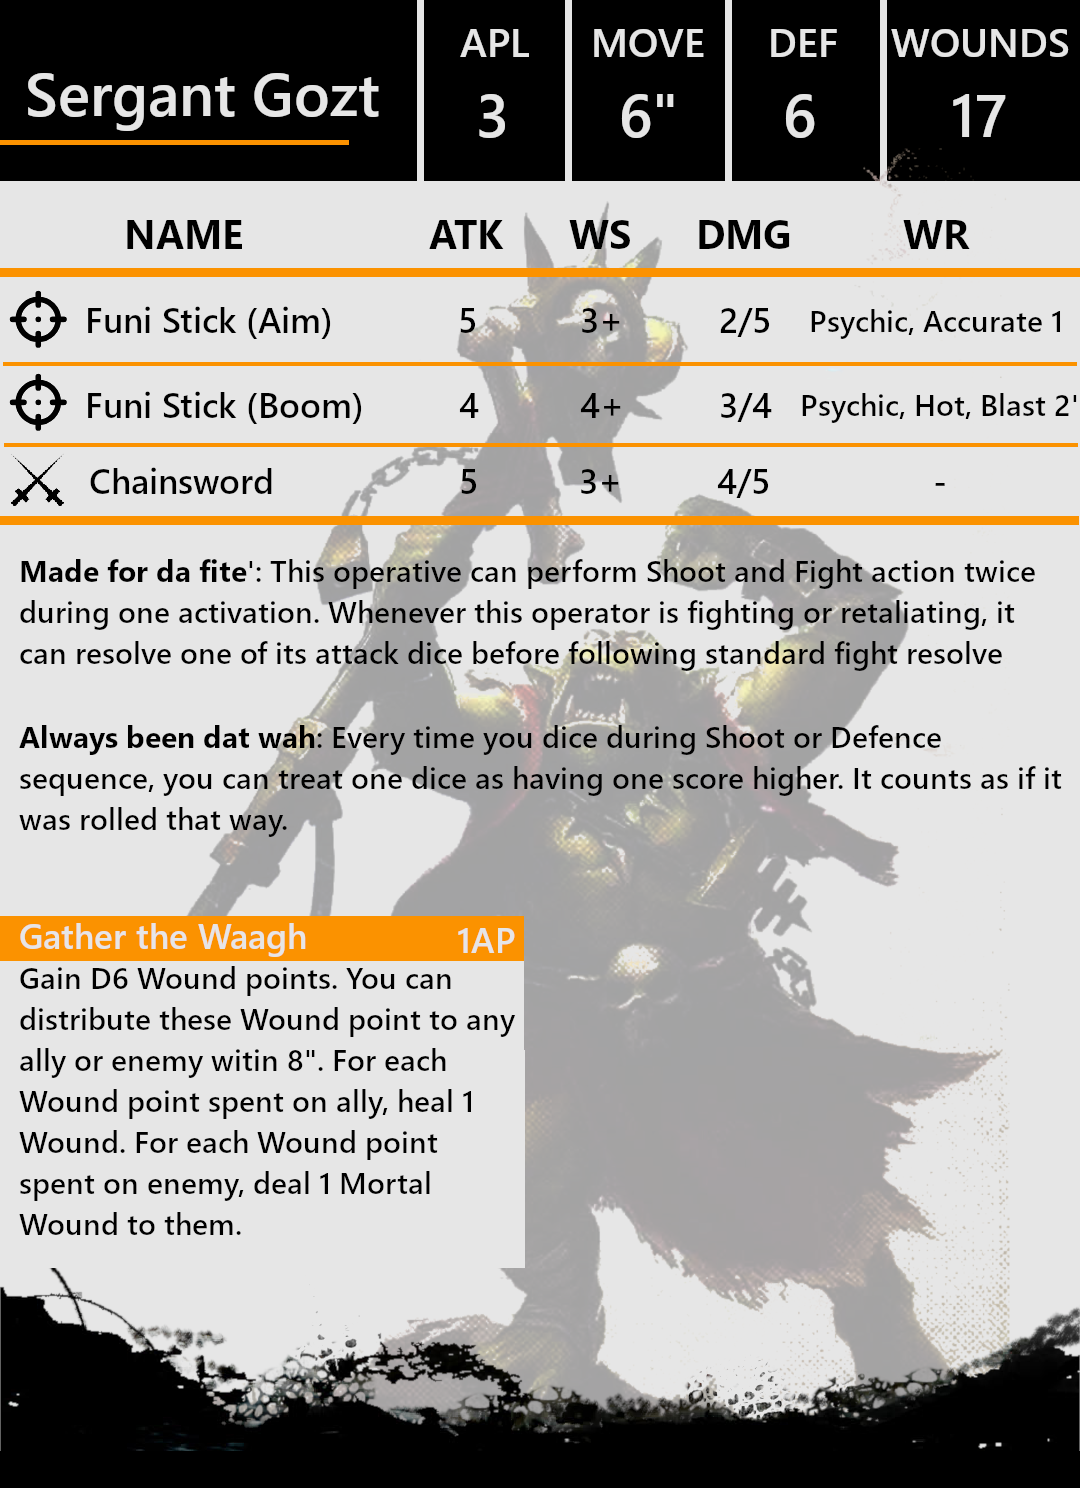 Sergant Gozt
APL MOVE DEF WOUNDS
3 6" 6 17
NAME ATK WS DMG WR
Funi Stick (Aim) 5 3+ 2/5 Psychic, Accurate 1
Funi Stick (Boom) 4 4+ 3/4 Psychic, Hot, Blast 2'
Chainsword 5 3+ 4/5 -
Made for da fite': This operative can perform Shoot and Fight action twice
during one activation. Whenever this operator is fighting or retaliating, it
can resolve one of its attack dice before following standard fight resolve
Always been dat wah: Every time you dice during Shoot or Defence
sequence, you can treat one dice as having one score higher. It counts as if it
was rolled that way.
Gather the Waagh 1AP
Gain D6 Wound points. You can
distribute these Wound point to any
ally or enemy witin 8". For each
Wound point spent on ally, heal 1
Wound. For each Wound point
spent on enemy, deal 1 Mortal
Wound to them.